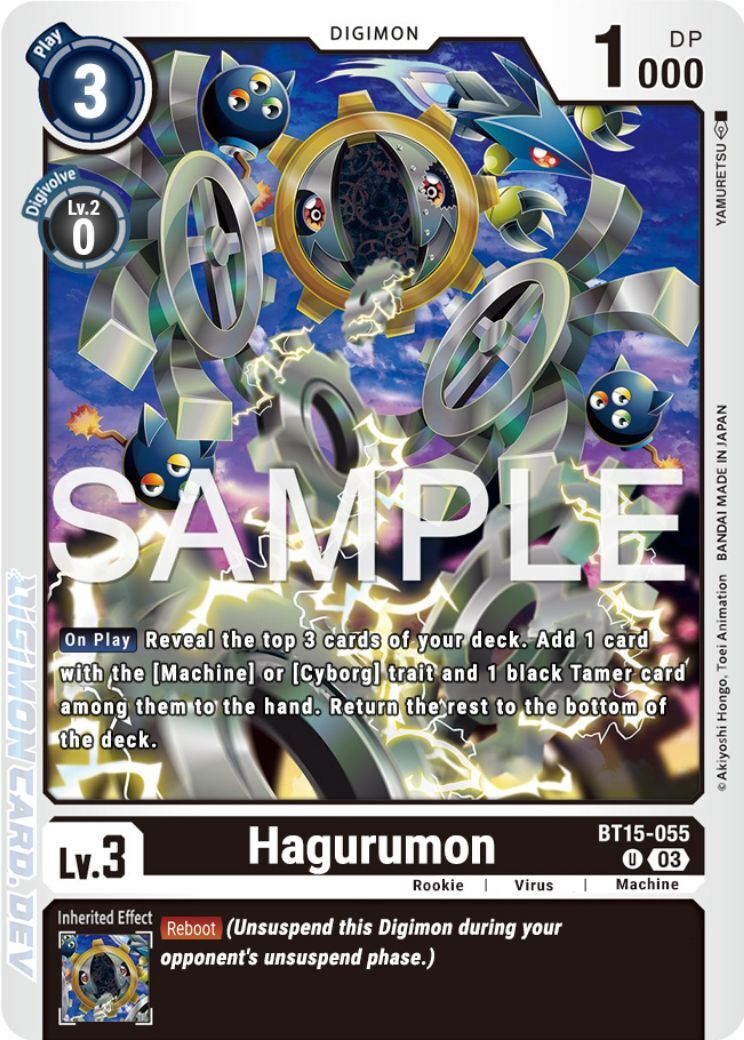 DIGIMON
Play
3
1000
DP
Digivolve
Lv.2
0
YAMURETSU
SAMPLE
On Play Reveal the top 3 cards of your deck. Add 1 card
with the [Machine] or [Cyborg] trait and 1 black Tamer card
among them to the hand. Return the rest to the bottom of
the deck.
© Akiyoshi Hongo, Toei Animation BANDAI MADE IN JAPAN
DIGIMONCARD.DEV
Lv.3
Hagurumon
BT15-055
U 03
Rookie | Virus | Machine
Inherited Effect
Reboot (Unsuspend this Digimon during your
opponent's unsuspend phase.)